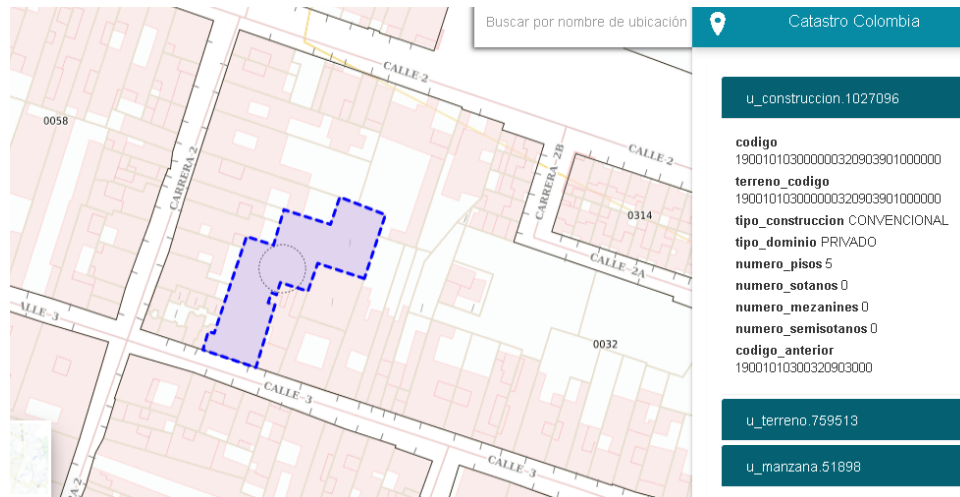 Buscar por nombre de ubicación
Catastro Colombia
CALLE-2
0058
CARRERA-2
CARRERA-2B
CALLE-2
0314
CALLE-2A
ALLE-3
0032
CALLE-3
CALLE-3
A-2
u_construccion.1027096
codigo
190010103000000320903901000000
terreno_codigo
190010103000000320903901000000
tipo_construccion CONVENCIONAL
tipo_dominio PRIVADO
numero_pisos 5
numero_sotanos 0
numero_mezanines 0
numero_semisotanos 0
codigo_anterior
19001010300320903000
u_terreno.759513
u_manzana.51898